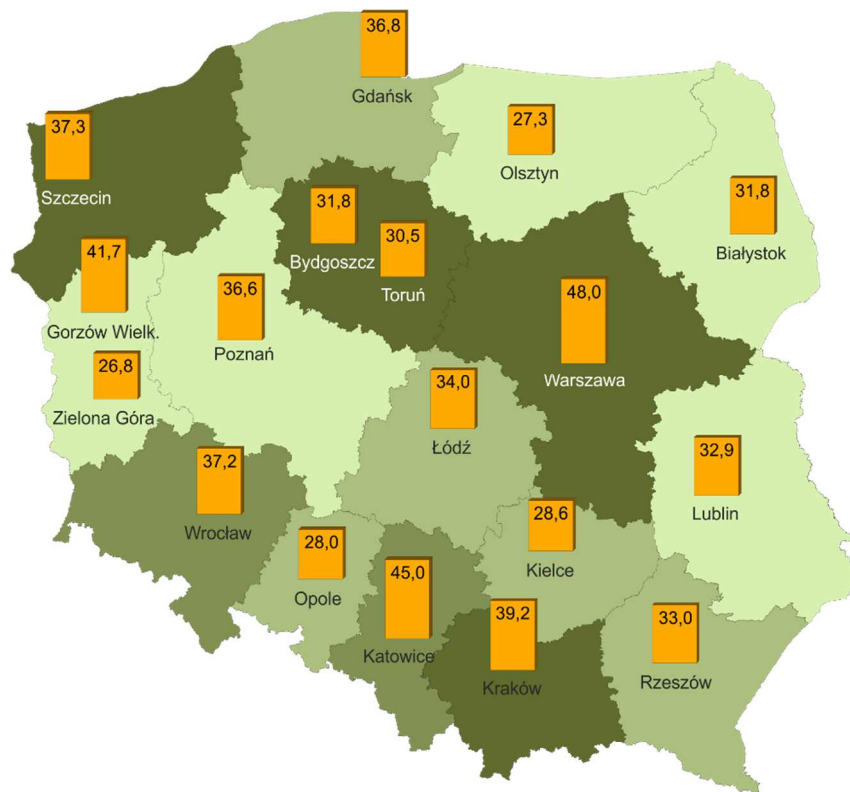 36,8
Gdańsk
37,3
Szczecin
27,3
Olsztyn
31,8
Białystok
31,8
Bydgoszcz
30,5
Toruń
41,7
Gorzów Wielk.
36,6
Poznań
48,0
Warszawa
26,8
Zielona Góra
34,0
Łódź
37,2
Wrocław
32,9
Lublin
28,0
Opole
28,6
Kielce
45,0
Katowice
39,2
Kraków
33,0
Rzeszów